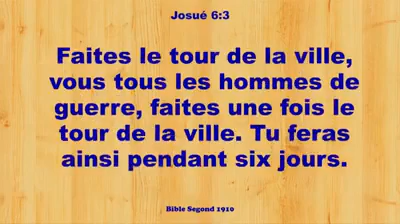 Josué 6:3
Faites le tour de la ville,
vous tous les hommes de
guerre, faites une fois le
tour de la ville. Tu feras
ainsi pendant six jours.
Bible Segond 1910